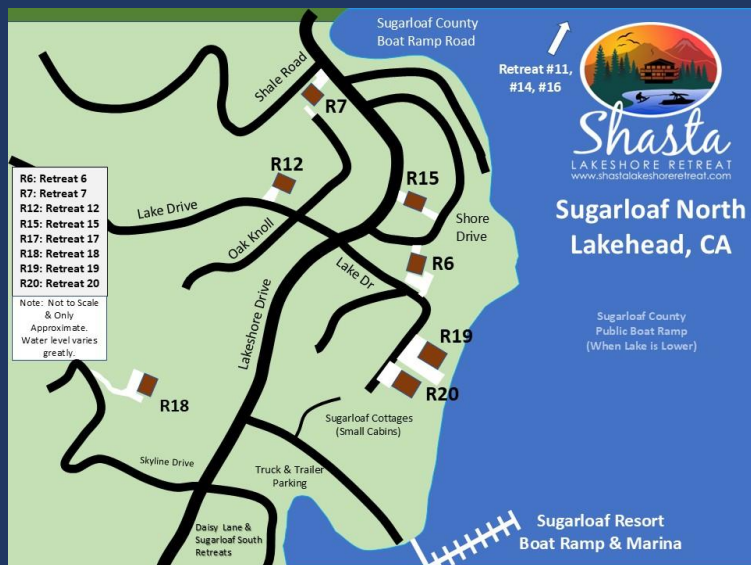 Sugarloaf County
Boat Ramp Road
Retreat #11,
#14, #16
Shasta
LAKESHORE RETREAT
www.shastalakeshoreretreat.com
Sugarloaf North
Lakehead, CA
Shale Road
R7
R12
R15
R6: Retreat 6
R7: Retreat 7
R12: Retreat 12
R15: Retreat 15
R17: Retreat 17
R18: Retreat 18
R19: Retreat 19
R20: Retreat 20
Note: Not to Scale
& Only
Approximate.
Water level varies
greatly.
Lake Drive
Oak Knoll
Shore
Drive
Lake Dr
R6
Lakeshore Drive
Sugarloaf County
Public Boat Ramp
(When Lake is Lower)
R19
R20
R18
Sugarloaf Cottages
(Small Cabins)
Skyline Drive
Truck & Trailer
Parking
Daisy Lane &
Sugarloaf South
Retreats
Sugarloaf Resort
Boat Ramp & Marina